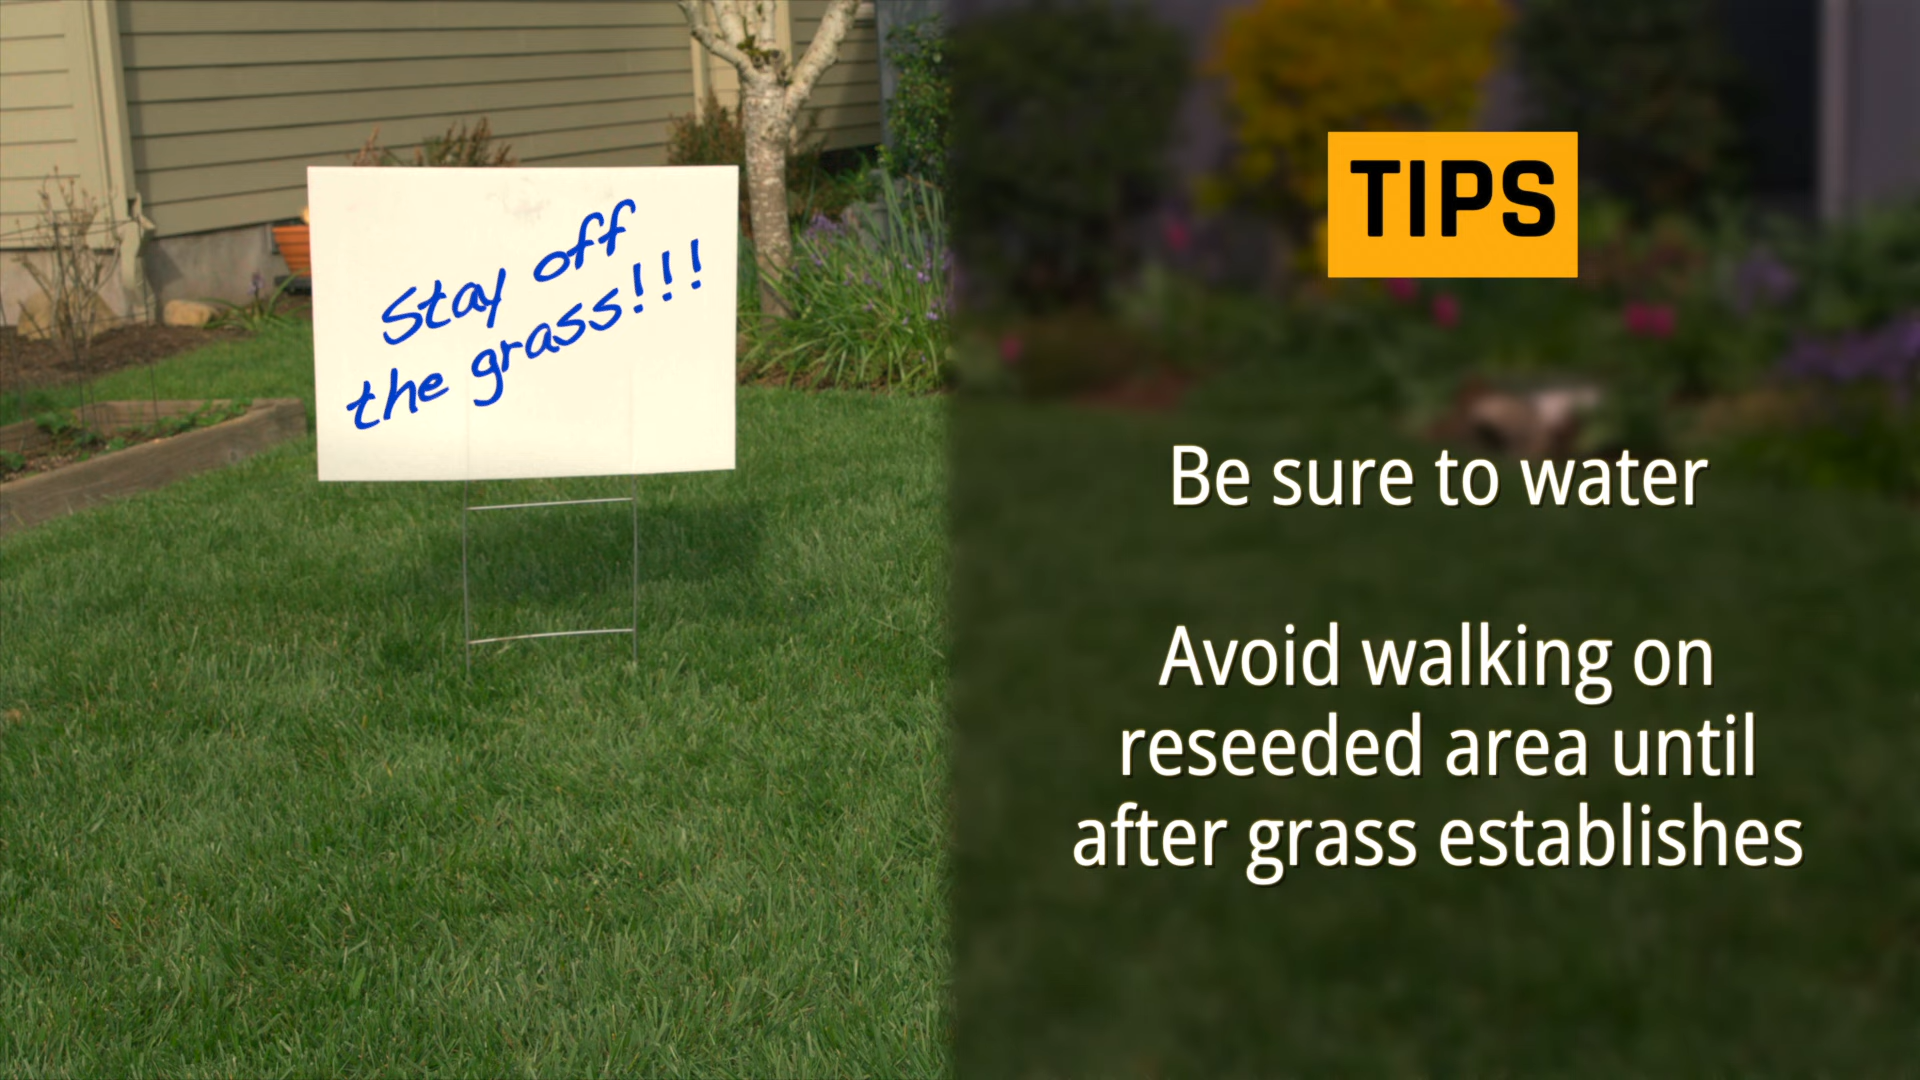 Stay off
the grass!!!
TIPS
Be sure to water
Avoid walking on
reseeded area until
after grass establishes